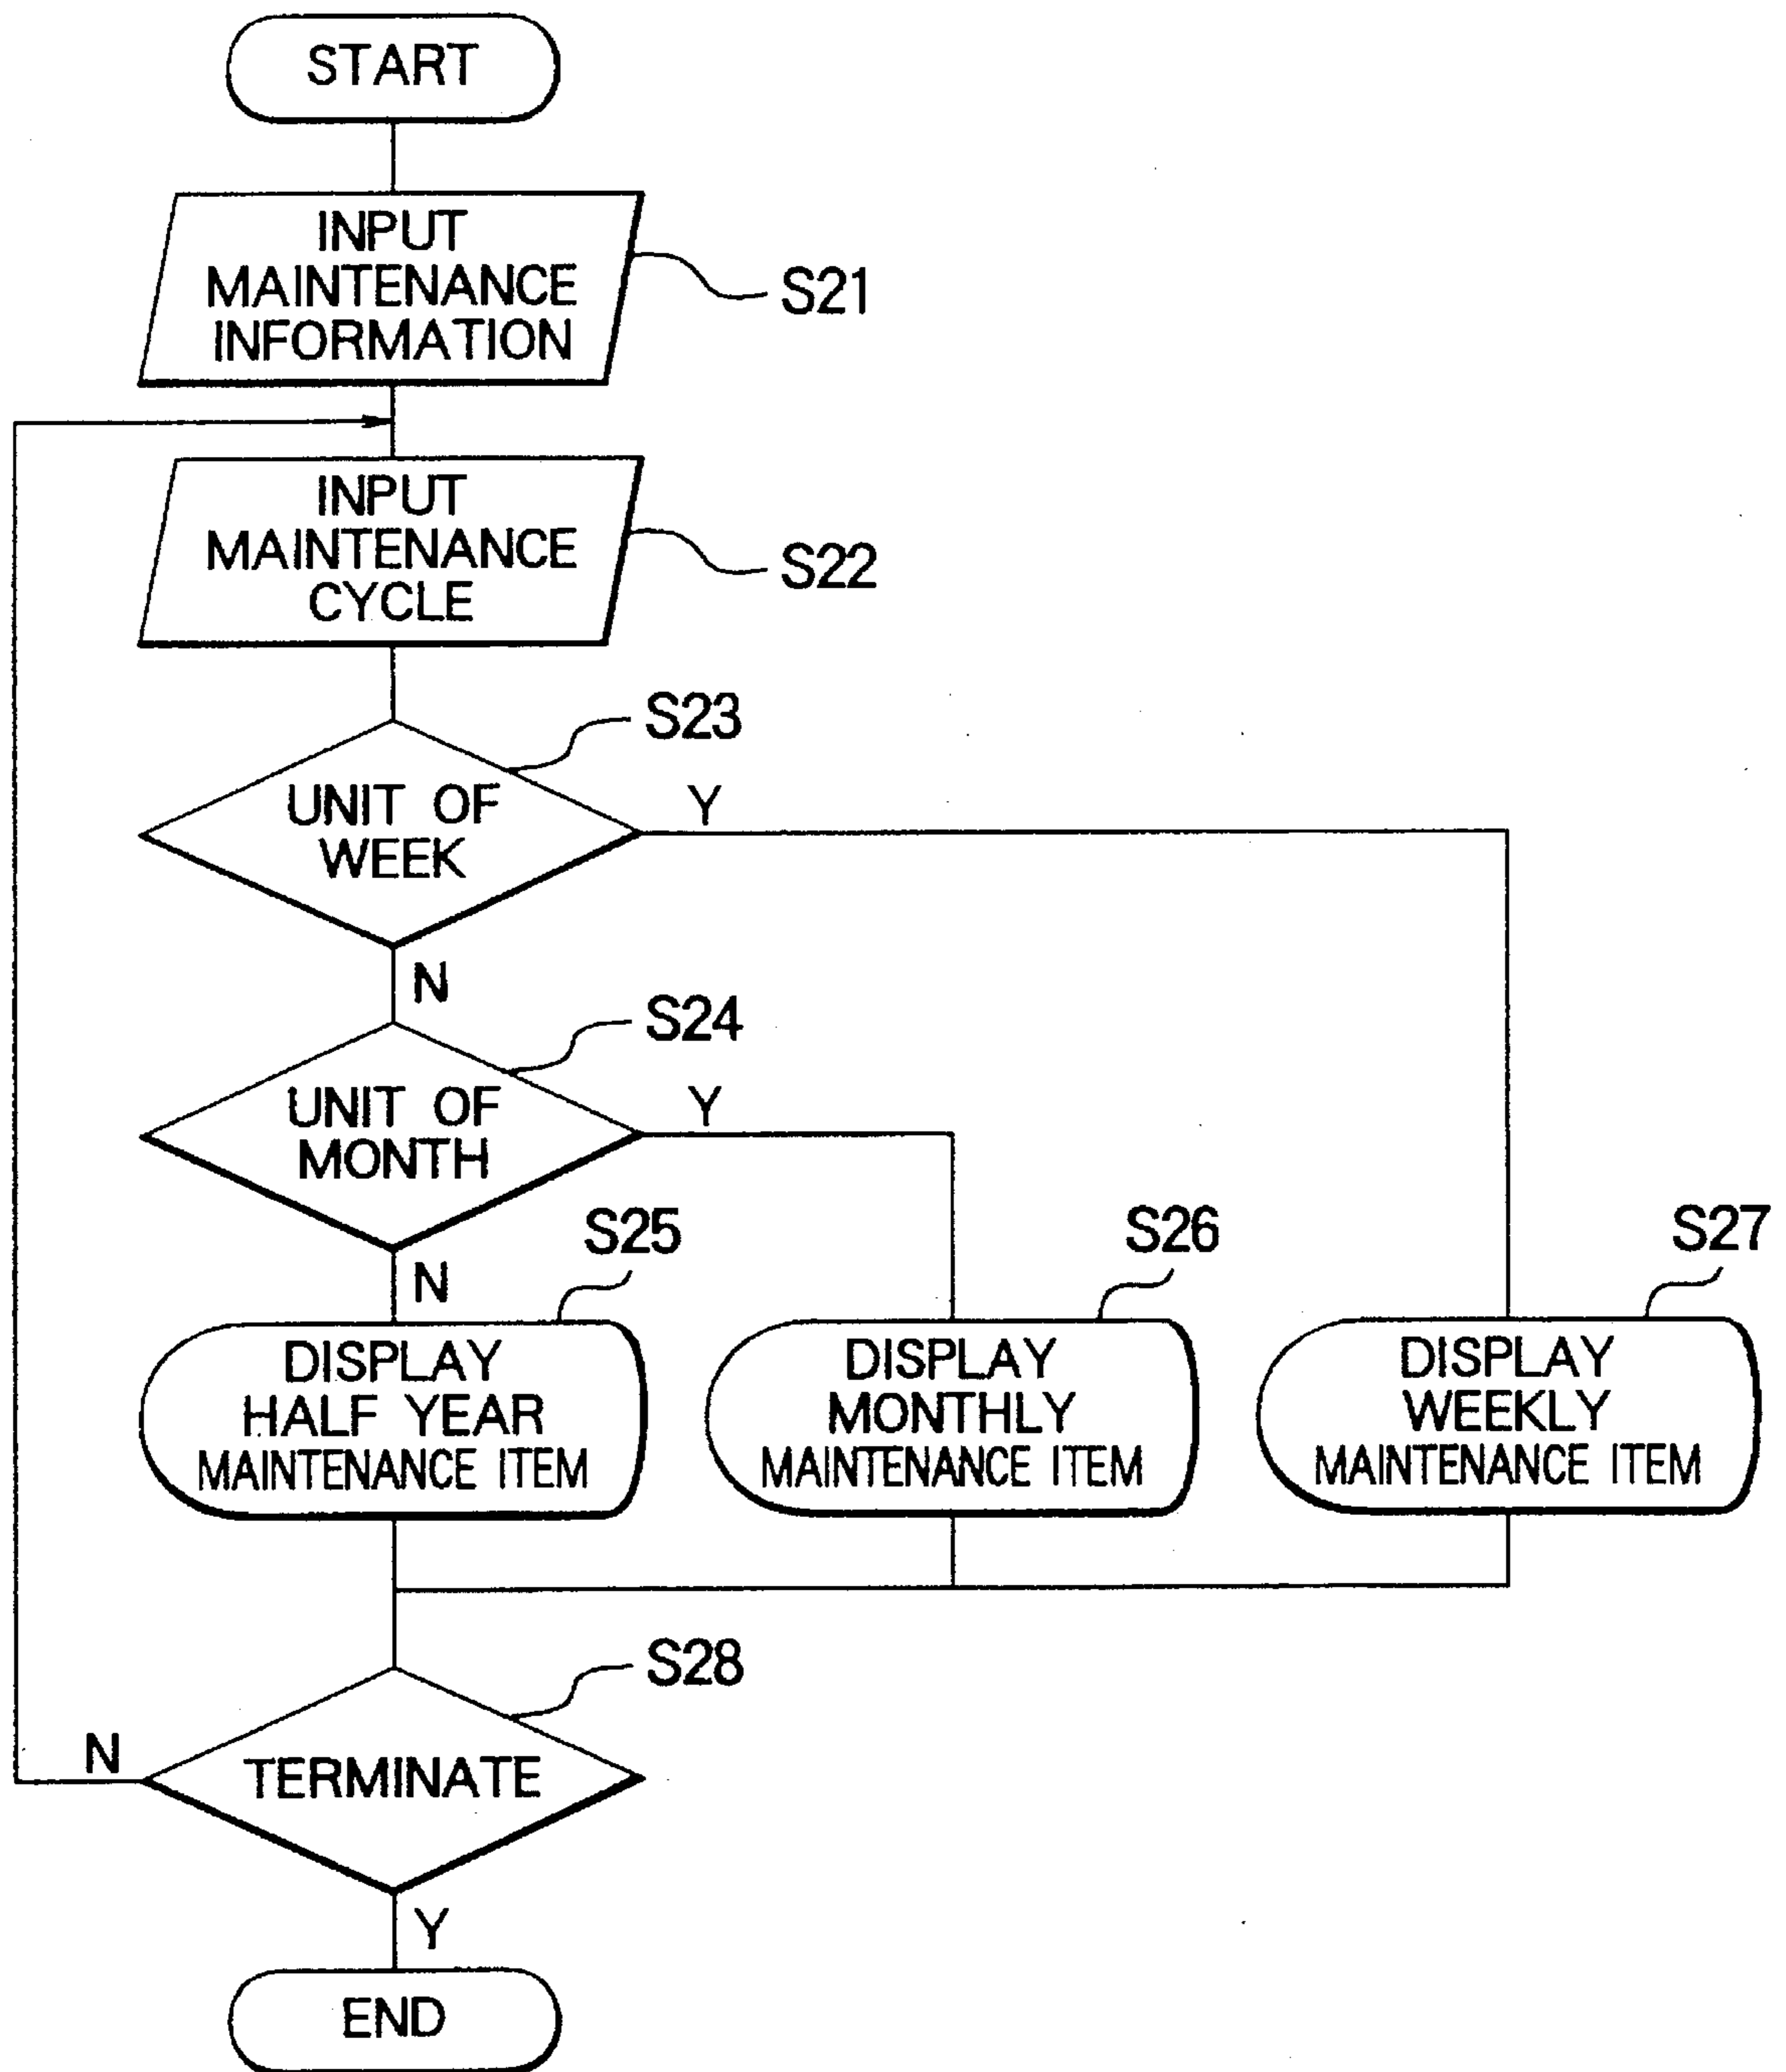 START
INPUT
MAINTENANCE
INFORMATION
S21
INPUT
MAINTENANCE
CYCLE
S22
S23
UNIT OF
WEEK
Y
N
S24
UNIT OF
MONTH
Y
N
S25
DISPLAY
HALF YEAR
MAINTENANCE ITEM
S26
DISPLAY
MONTHLY
MAINTENANCE ITEM
S27
DISPLAY
WEEKLY
MAINTENANCE ITEM
S28
TERMINATE
N
Y
END